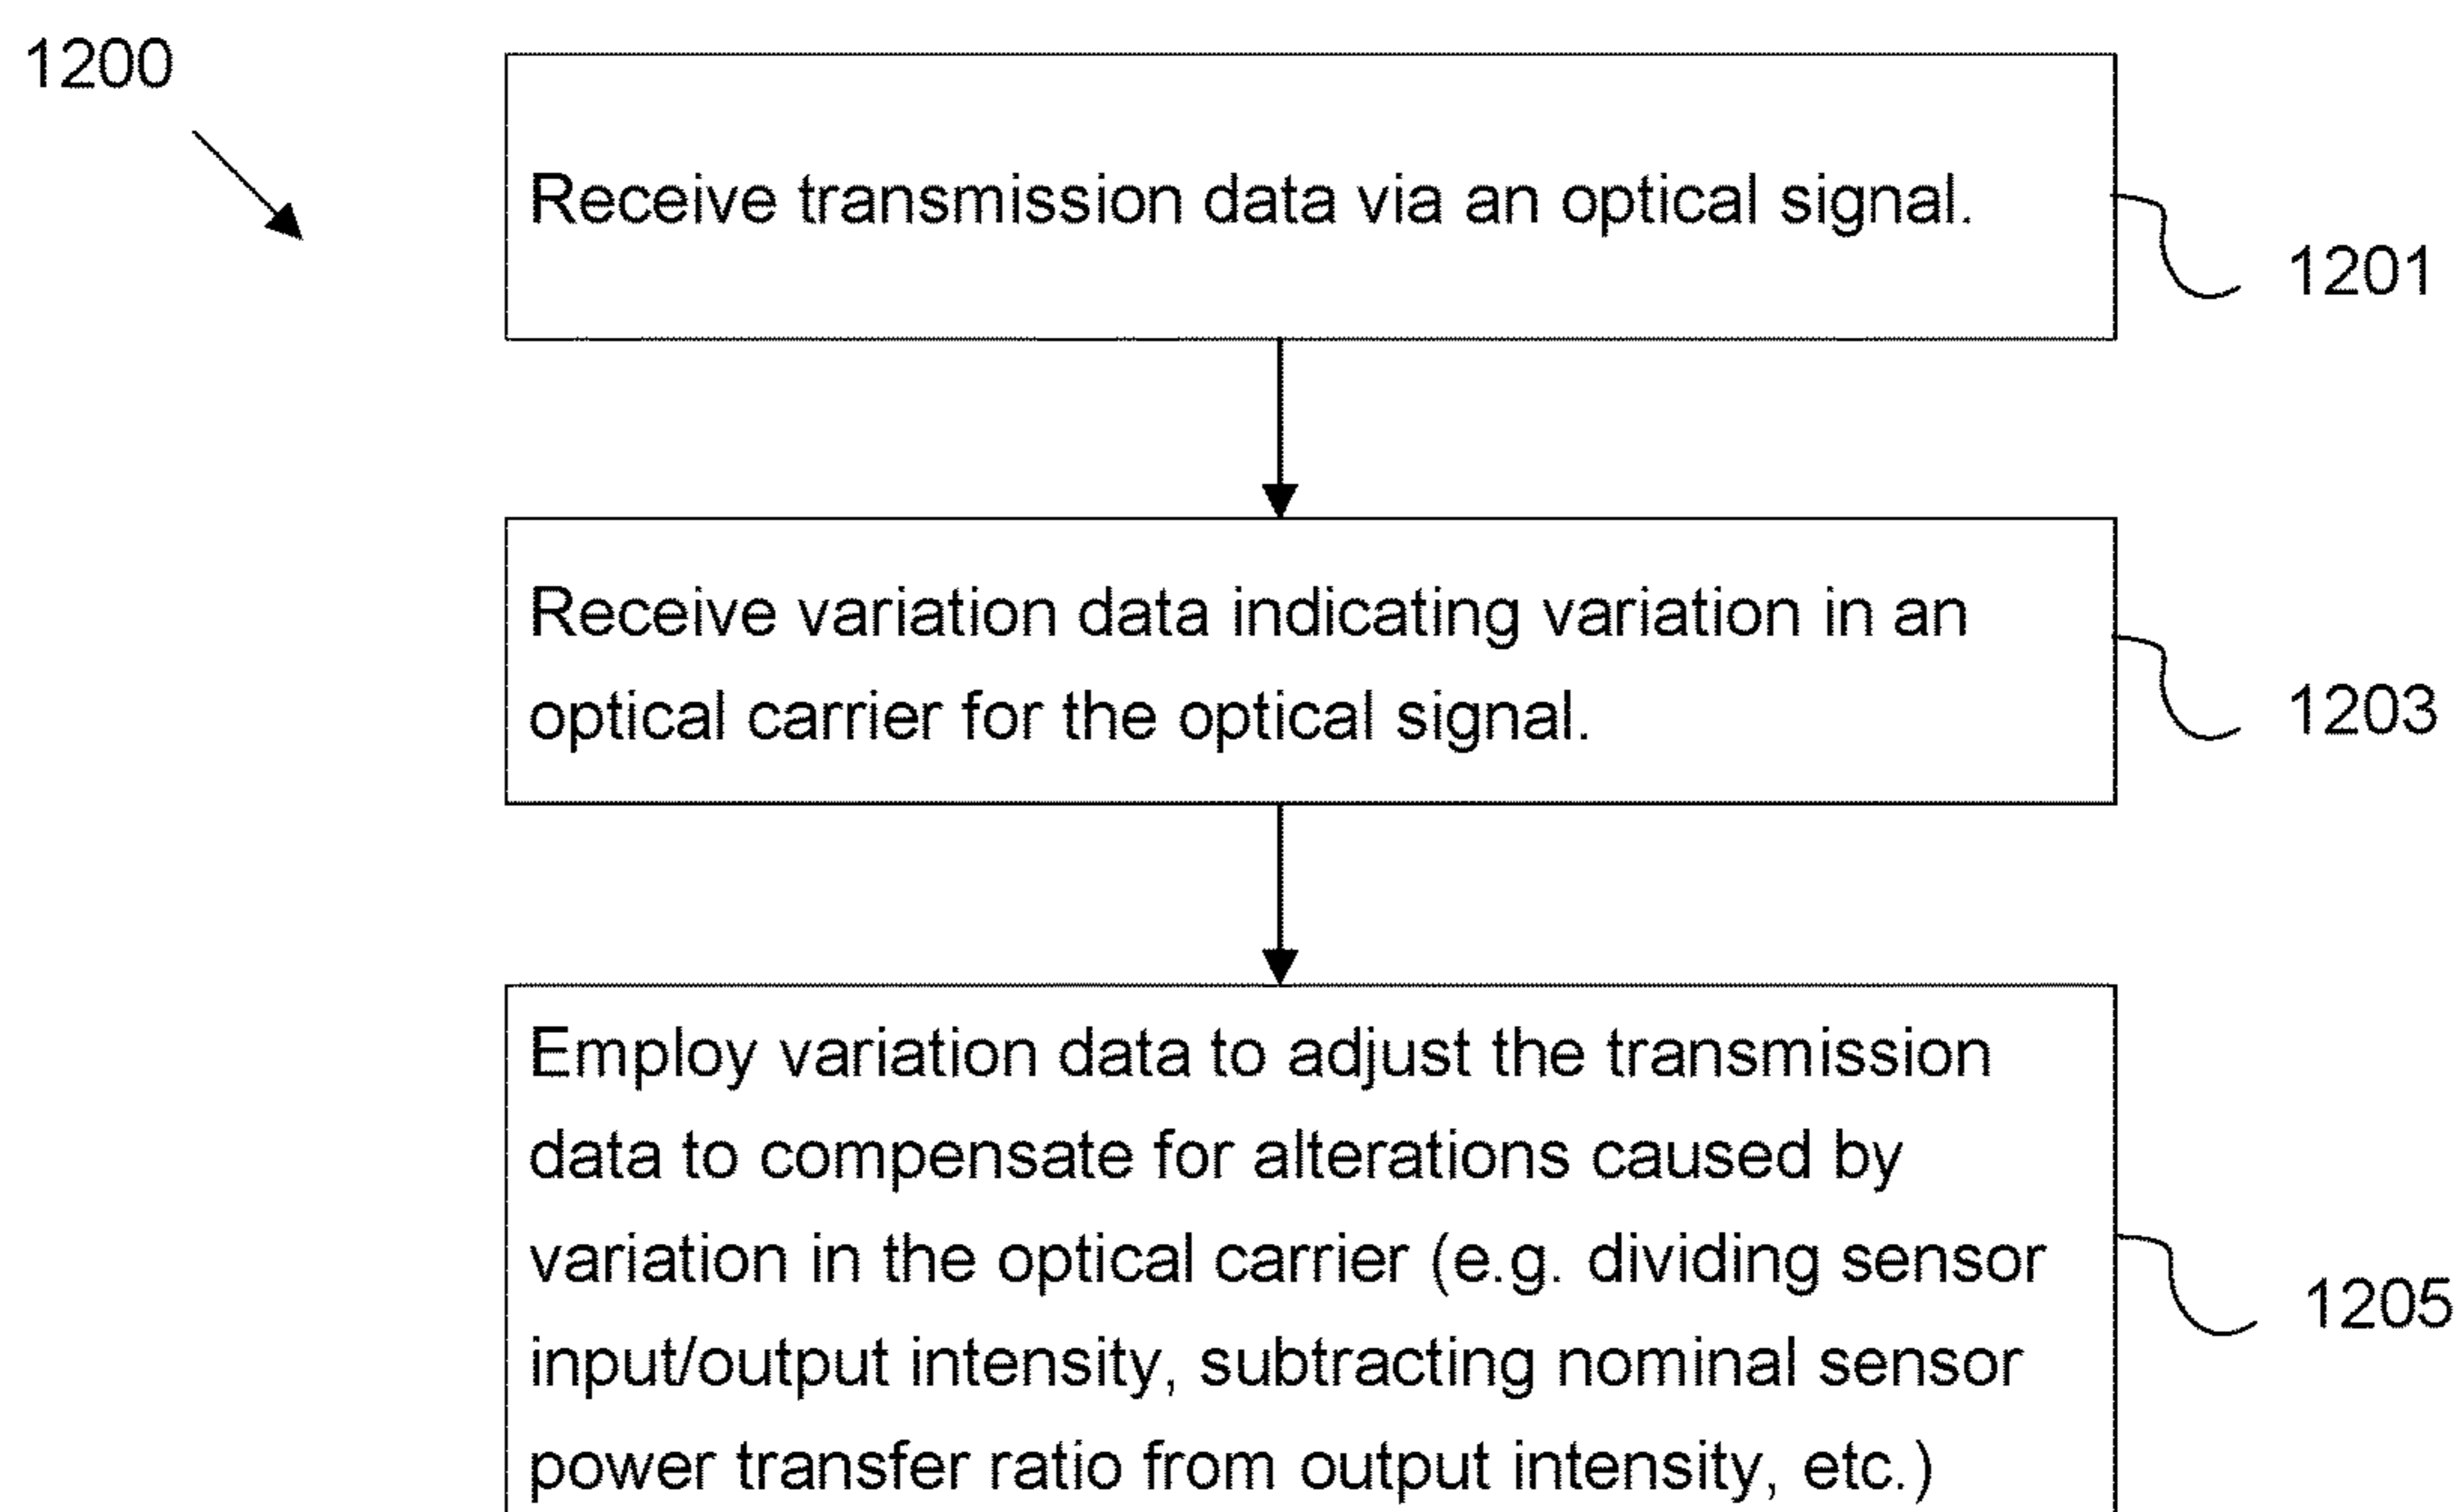 1200
Receive transmission data via an optical signal.
1201
Receive variation data indicating variation in an
optical carrier for the optical signal.
1203
Employ variation data to adjust the transmission
data to compensate for alterations caused by
variation in the optical carrier (e.g. dividing sensor
input/output intensity, subtracting nominal sensor
power transfer ratio from output intensity, etc.)
1205